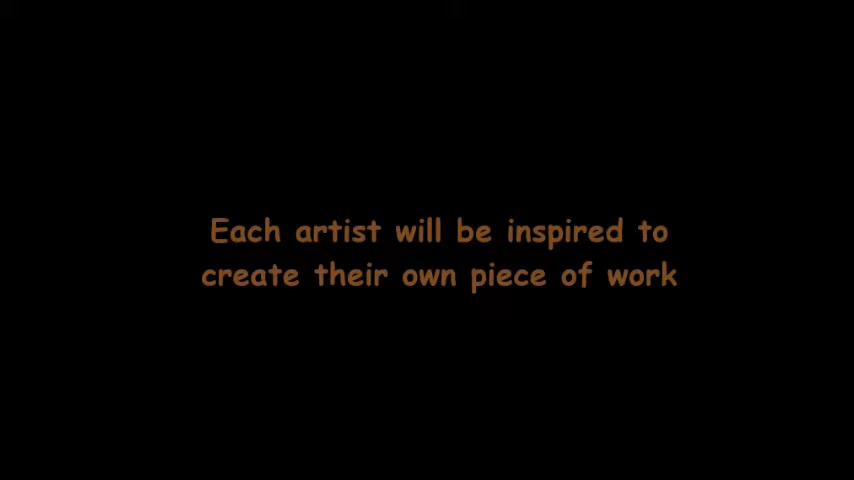 Each artist will be inspired to
create their own piece of work